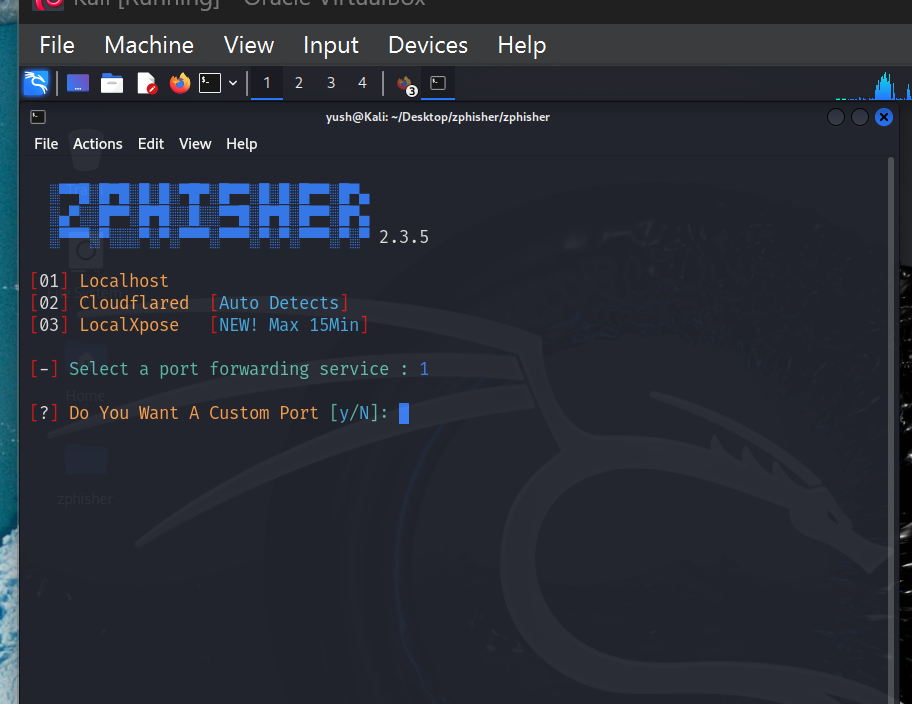 Kali [Running] - Oracle VirtualBox
File Machine View Input Devices Help
1 2 3 4 3
yush@Kali: ~/Desktop/zphisher/zphisher
File Actions Edit View Help
ZPHISHER 2.3.5
[01] Localhost
[02] Cloudflared [Auto Detects]
[03] LocalXpose [NEW! Max 15Min]
[-] Select a port forwarding service : 1
Home
[?] Do You Want A Custom Port [y/N]:
zphisher